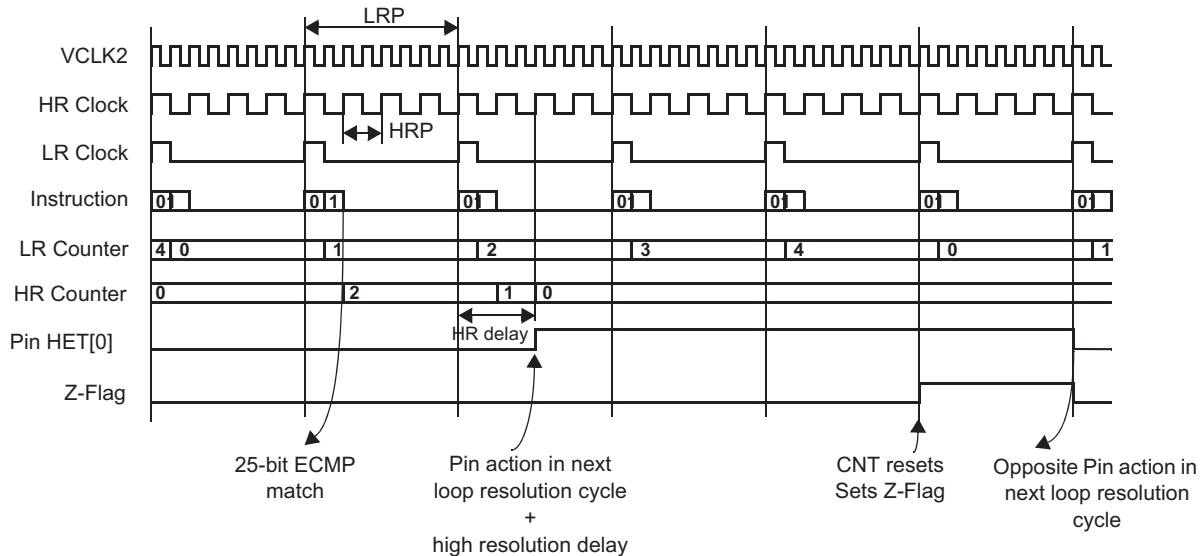 LRP
VCLK2
HR Clock
HRP
LR Clock
Instruction
01 0 1 01 01 01 01 01
LR Counter
4 0 1 2 3 4 0 1
HR Counter
0 2 1 0
HR delay
Pin HET[0]
Z-Flag
25-bit ECMP
match
Pin action in next
loop resolution cycle
+
high resolution delay
CNT resets
Sets Z-Flag
Opposite Pin action in
next loop resolution
cycle